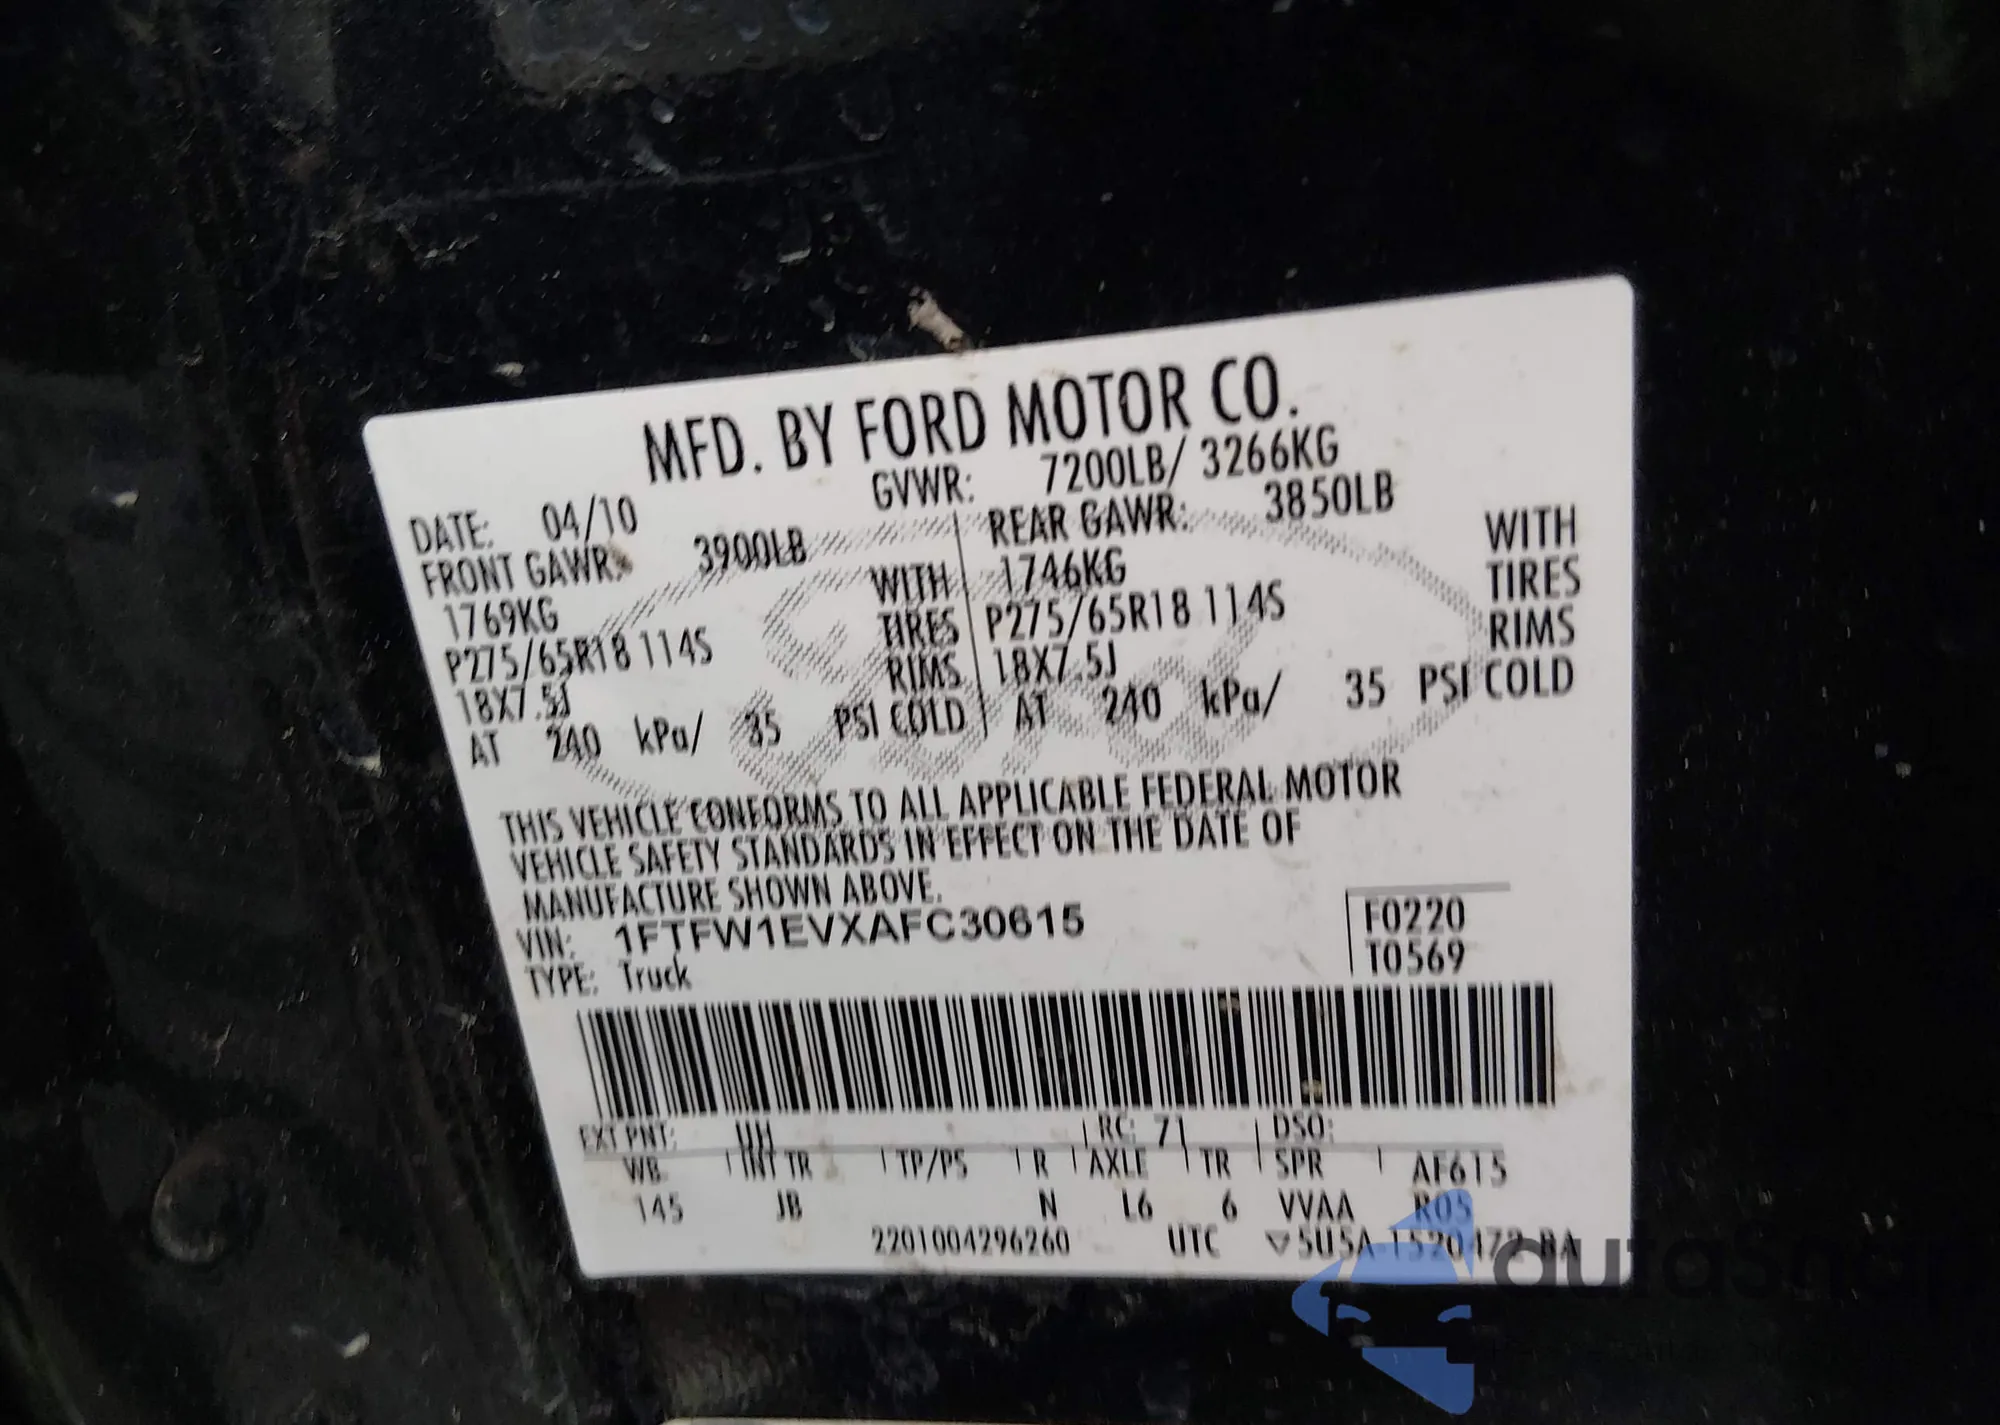 MFD. BY FORD MOTOR CO.
DATE: 04/10 GVWR: 7200LB/ 3266KG
FRONT GAWR: 3900LB REAR GAWR: 3850LB
1769KG WITH 1746KG WITH
P275/65R18 114S TIRES P275/65R18 114S TIRES
18X7.5J RIMS 18X7.5J RIMS
AT 240 kPa/ 35 PSI COLD AT 240 kPa/ 35 PSI COLD
THIS VEHICLE CONFORMS TO ALL APPLICABLE FEDERAL MOTOR
VEHICLE SAFETY STANDARDS IN EFFECT ON THE DATE OF
MANUFACTURE SHOWN ABOVE.
VIN: 1FTFW1EVXAFC30615 F0220
TYPE: Truck T0569
EXT PNT: UH RC: 71 DSO:
WB INT TR TP/PS R AXLE TR SPR AF615
145 JB N L6 6 VVAA R05
2201004296260 UTC ▽5U5A-1520472-BA